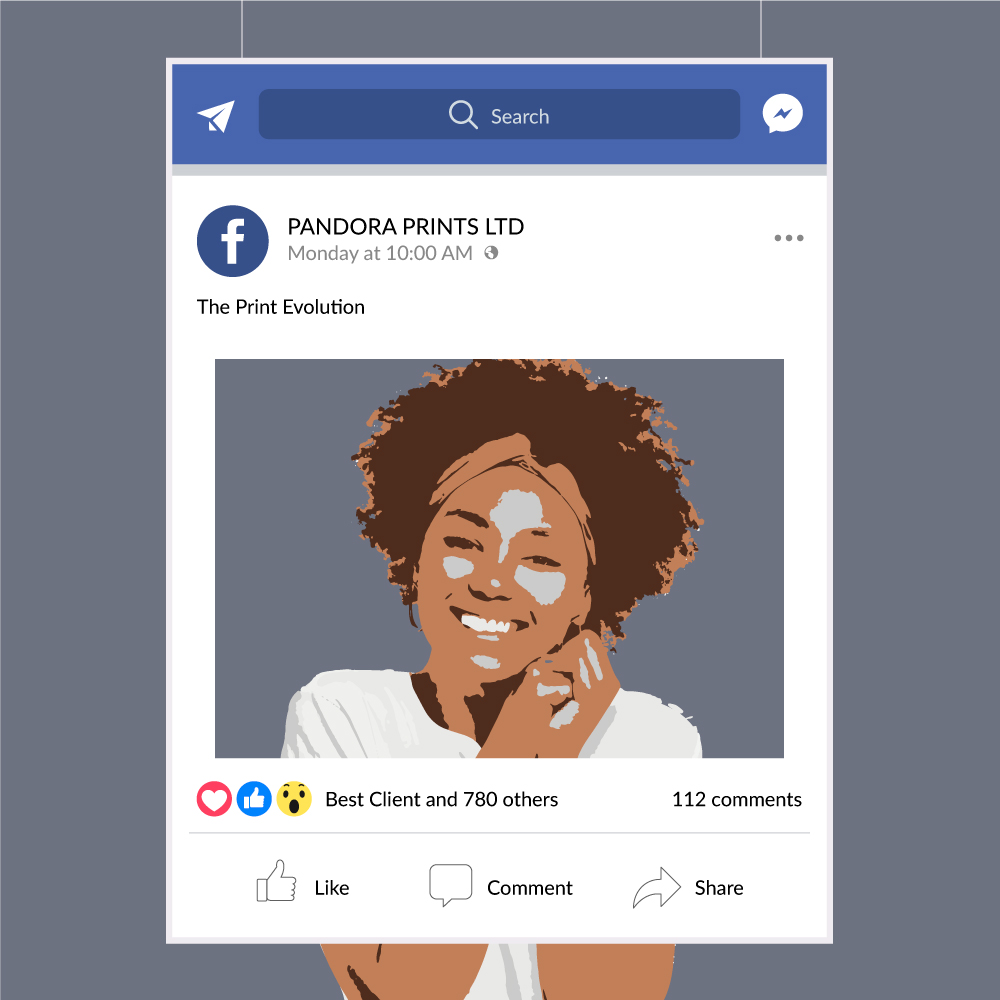 Search
PANDORA PRINTS LTD
Monday at 10:00 AM
The Print Evolution
Best Client and 780 others
112 comments
Like
Comment
Share